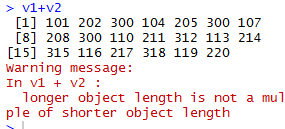 > v1+v2
[1] 101 202 300 104 205 300 107
[8] 208 300 110 211 312 113 214
[15] 315 116 217 318 119 220
Warning message:
In v1 + v2 :
longer object length is not a mul
ple of shorter object length
>